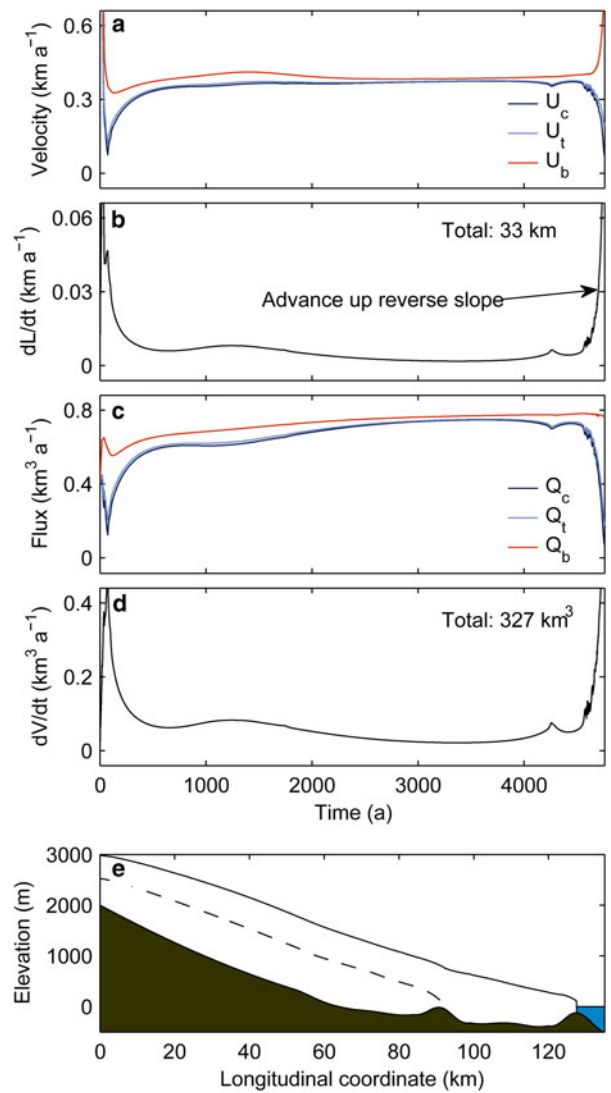 a
Velocity (km a⁻¹)
0.6
0.3
0
U_c
U_t
U_b
b
dL/dt (km a⁻¹)
0.06
0.03
0
Total: 33 km
Advance up reverse slope
c
Flux (km³ a⁻¹)
0.8
0.4
0
Q_c
Q_t
Q_b
d
dV/dt (km³ a⁻¹)
0.4
0.2
0
Total: 327 km³
0 1000 2000 3000 4000
Time (a)
e
Elevation (m)
3000
2000
1000
0
0 20 40 60 80 100 120
Longitudinal coordinate (km)